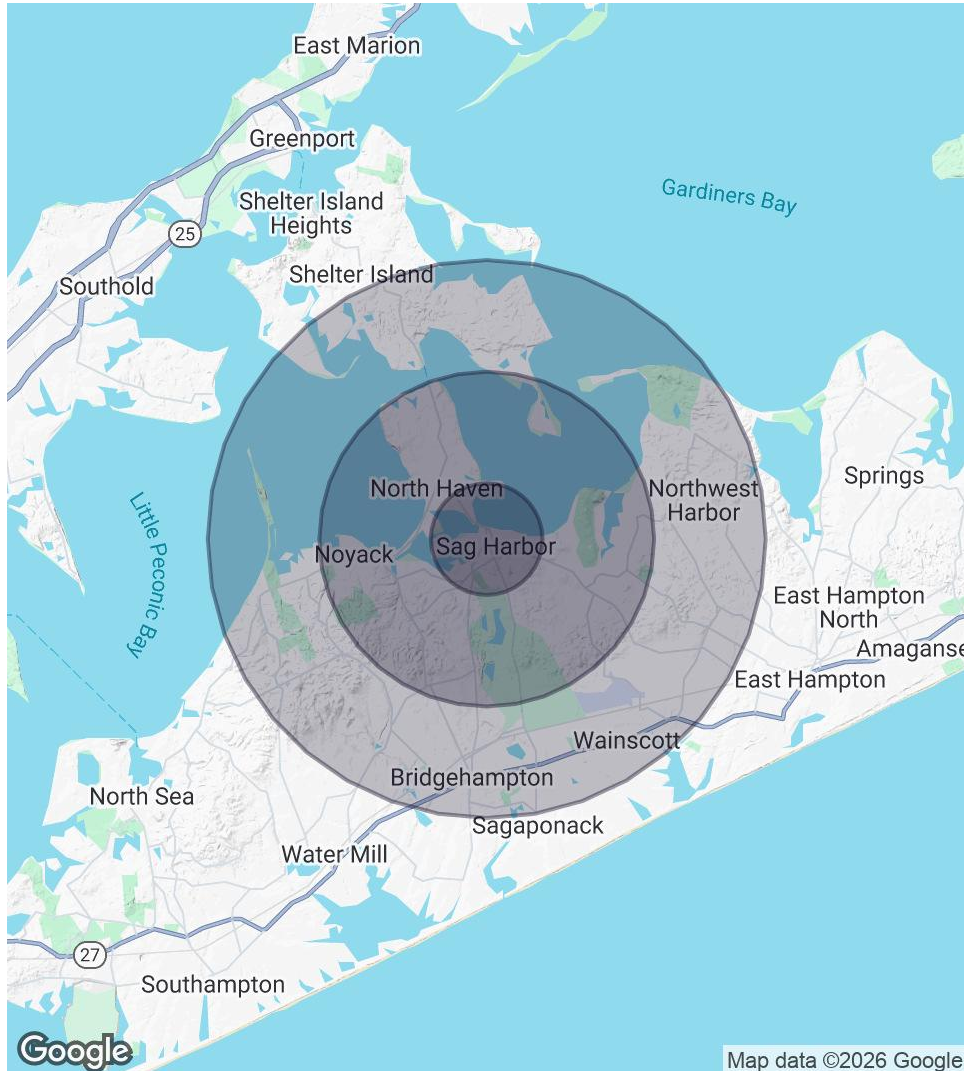 East Marion
Greenport
Gardiners Bay
Shelter Island
Heights
25
Shelter Island
Southold
Springs
North Haven
Northwest
Harbor
Little Peconic Bay
Noyack
Sag Harbor
East Hampton
North
Amaganse
East Hampton
Wainscott
Bridgehampton
North Sea
Sagaponack
Water Mill
27
Southampton
Google
Map data ©2026 Google